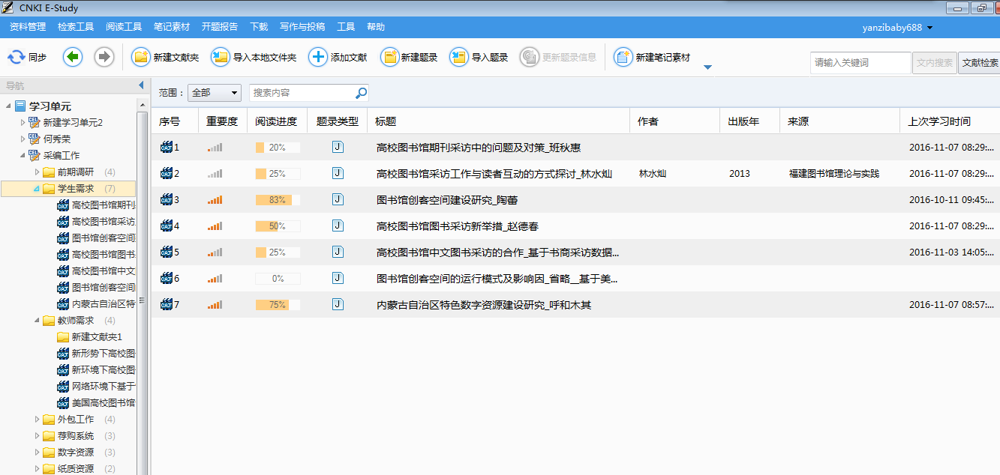 CNKI E-Study
资料管理 检索工具 阅读工具 笔记素材 开题报告 下载 写作与投稿 工具 帮助 yanzibaby688
同步 新建文献夹 导入本地文件夹 添加文献 新建题录 导入题录 更新题录信息 新建笔记素材 请输入关键词 文内搜索 文献检索
导航
范围： 全部 搜索内容
学习单元
新建学习单元2
何秀荣
采编工作
前期调研 (4)
学生需求 (7)
高校图书馆期刊
高校图书馆采访
图书馆创客空间
高校图书馆图书
高校图书馆中文
图书馆创客空间
内蒙古自治区特
教师需求 (4)
新建文献夹1
新形势下高校图
新环境下高校图
网络环境下基于
美国高校图书馆
外包工作 (4)
荐购系统 (3)
数字资源 (3)
纸质资源 (2)
序号 重要度 阅读进度 题录类型 标题 作者 出版年 来源 上次学习时间
CAJ 1 20% J 高校图书馆期刊采访中的问题及对策_班秋惠 2016-11-07 08:29:...
CAJ 2 25% J 高校图书馆采访工作与读者互动的方式探讨_林水灿 林水灿 2013 福建图书馆理论与实践 2016-11-07 08:29:...
CAJ 3 83% J 图书馆创客空间建设研究_陶蕾 2016-10-11 09:45:...
CAJ 4 50% J 高校图书馆图书采访新举措_赵德春 2016-11-07 08:29:...
CAJ 5 25% J 高校图书馆中文图书采访的合作_基于书商采访数据... 2016-11-03 14:05:...
CAJ 6 0% J 图书馆创客空间的运行模式及影响因_省略__基于美...
CAJ 7 75% J 内蒙古自治区特色数字资源建设研究_呼和木其 2016-11-07 08:57:...